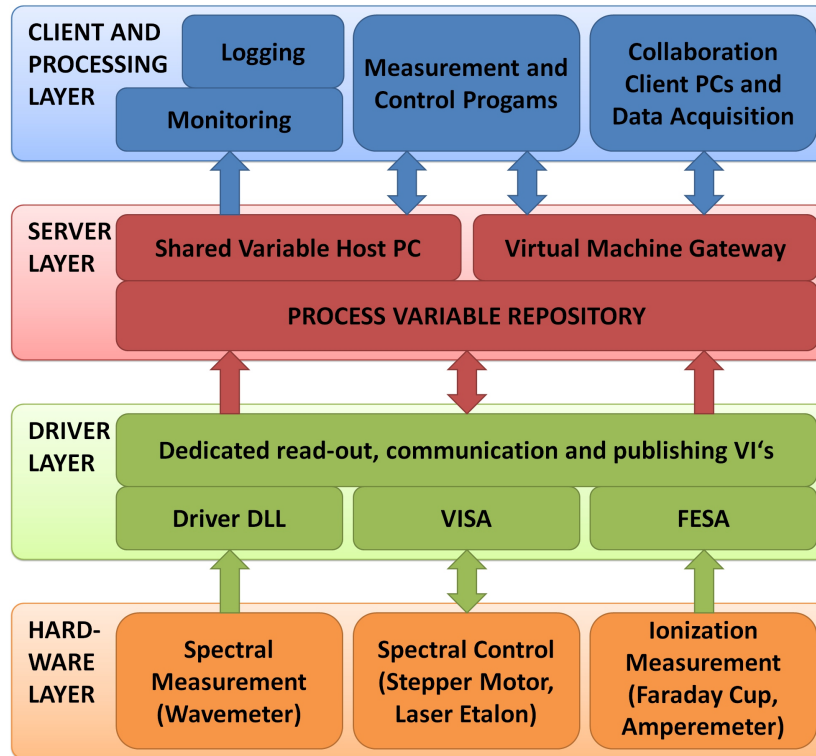 CLIENT AND
PROCESSING
LAYER
Logging
Monitoring
Measurement and
Control Progams
Collaboration
Client PCs and
Data Acquisition
SERVER
LAYER
Shared Variable Host PC
Virtual Machine Gateway
PROCESS VARIABLE REPOSITORY
DRIVER
LAYER
Dedicated read-out, communication and publishing VI‘s
Driver DLL
VISA
FESA
HARD-
WARE
LAYER
Spectral
Measurement
(Wavemeter)
Spectral Control
(Stepper Motor,
Laser Etalon)
Ionization
Measurement
(Faraday Cup,
Amperemeter)